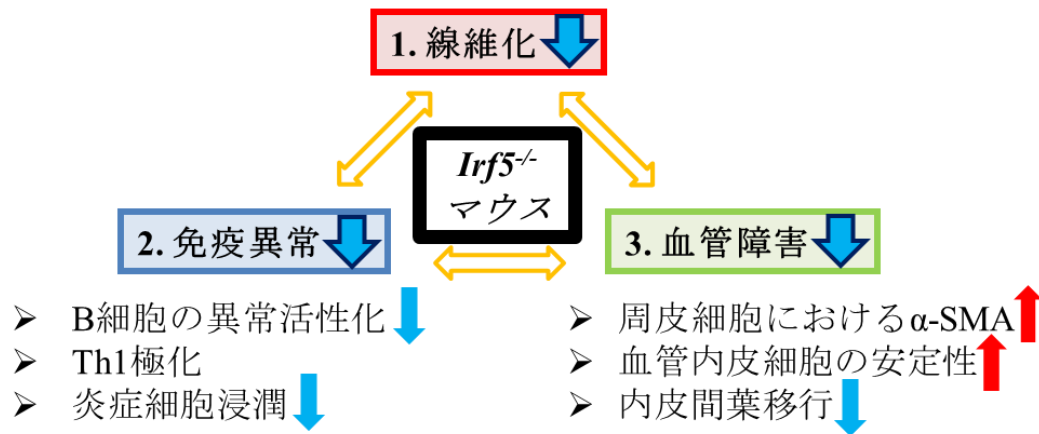 1. 線維化
Irf5-/-
マウス
2. 免疫異常
3. 血管障害
➢ B細胞の異常活性化
➢ Th1極化
➢ 炎症細胞浸潤
➢ 周皮細胞におけるα-SMA
➢ 血管内皮細胞の安定性
➢ 内皮間葉移行